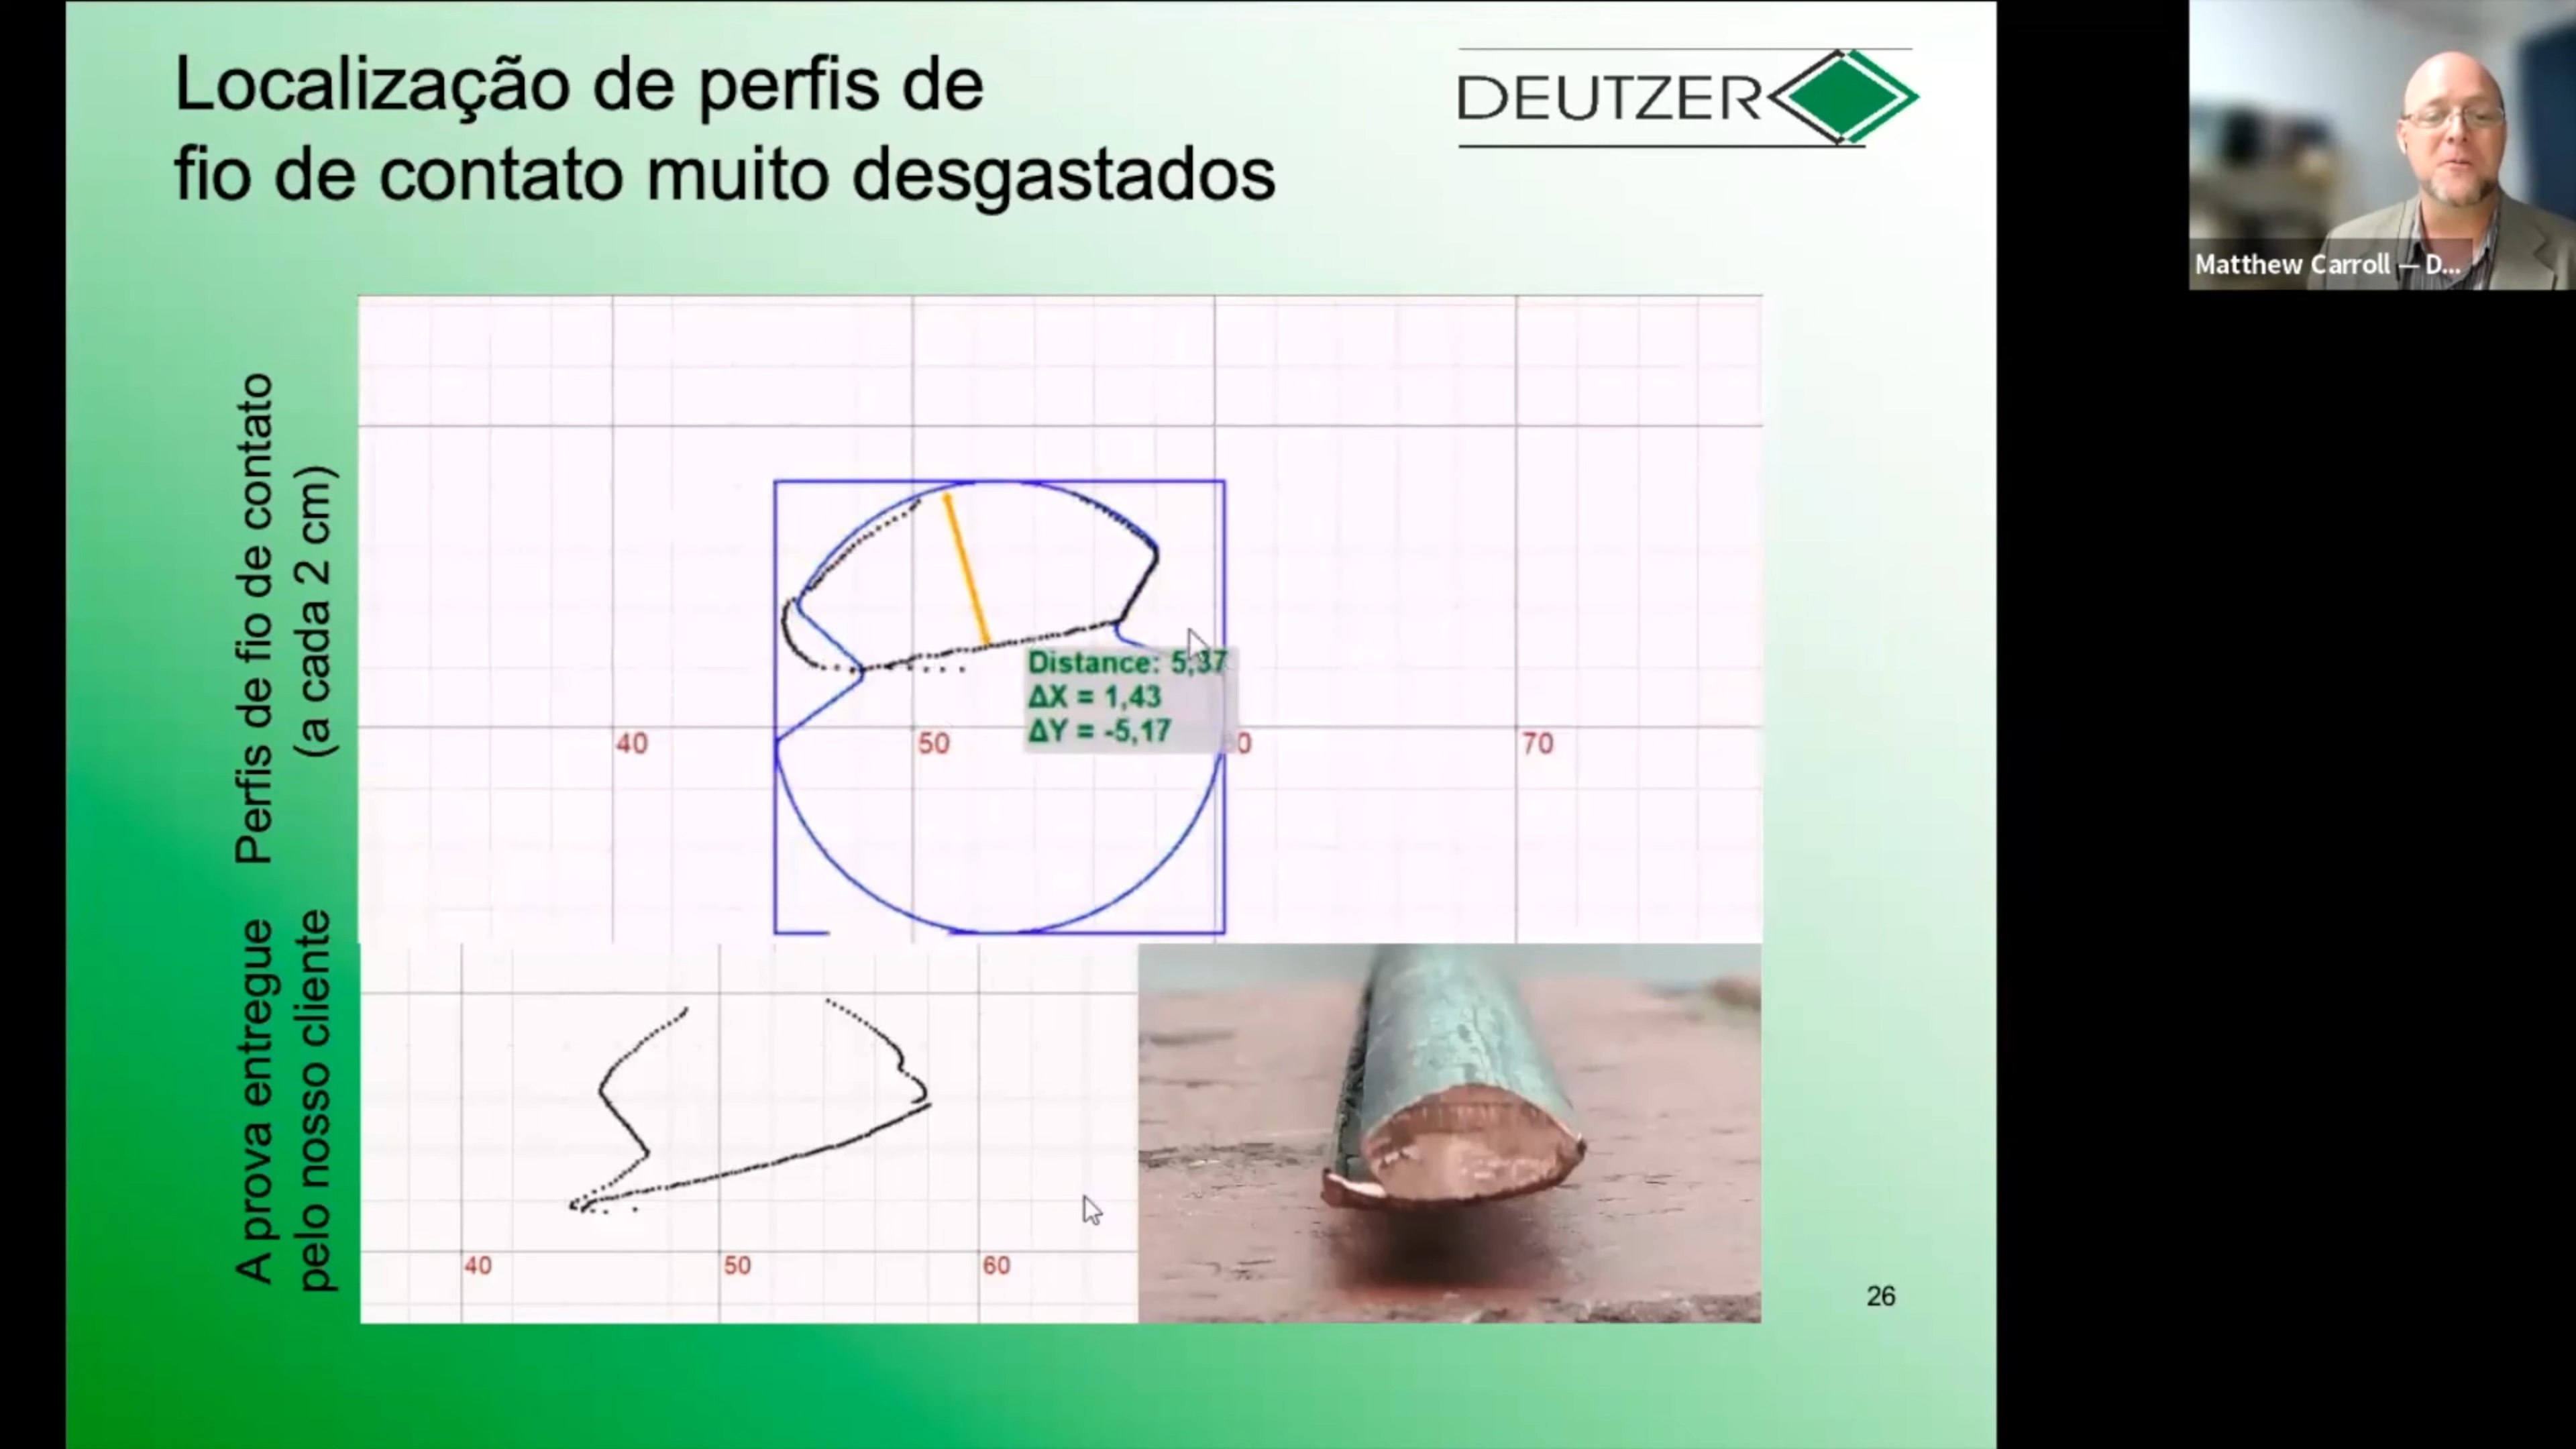 Localização de perfis de
fio de contato muito desgastados
DEUTZER
Matthew Carroll — D...
Perfis de fio de contato
(a cada 2 cm)
Distance: 5,37
ΔX = 1,43
ΔY = -5,17
40
50
70
A prova entregue
pelo nosso cliente
40
50
60
26